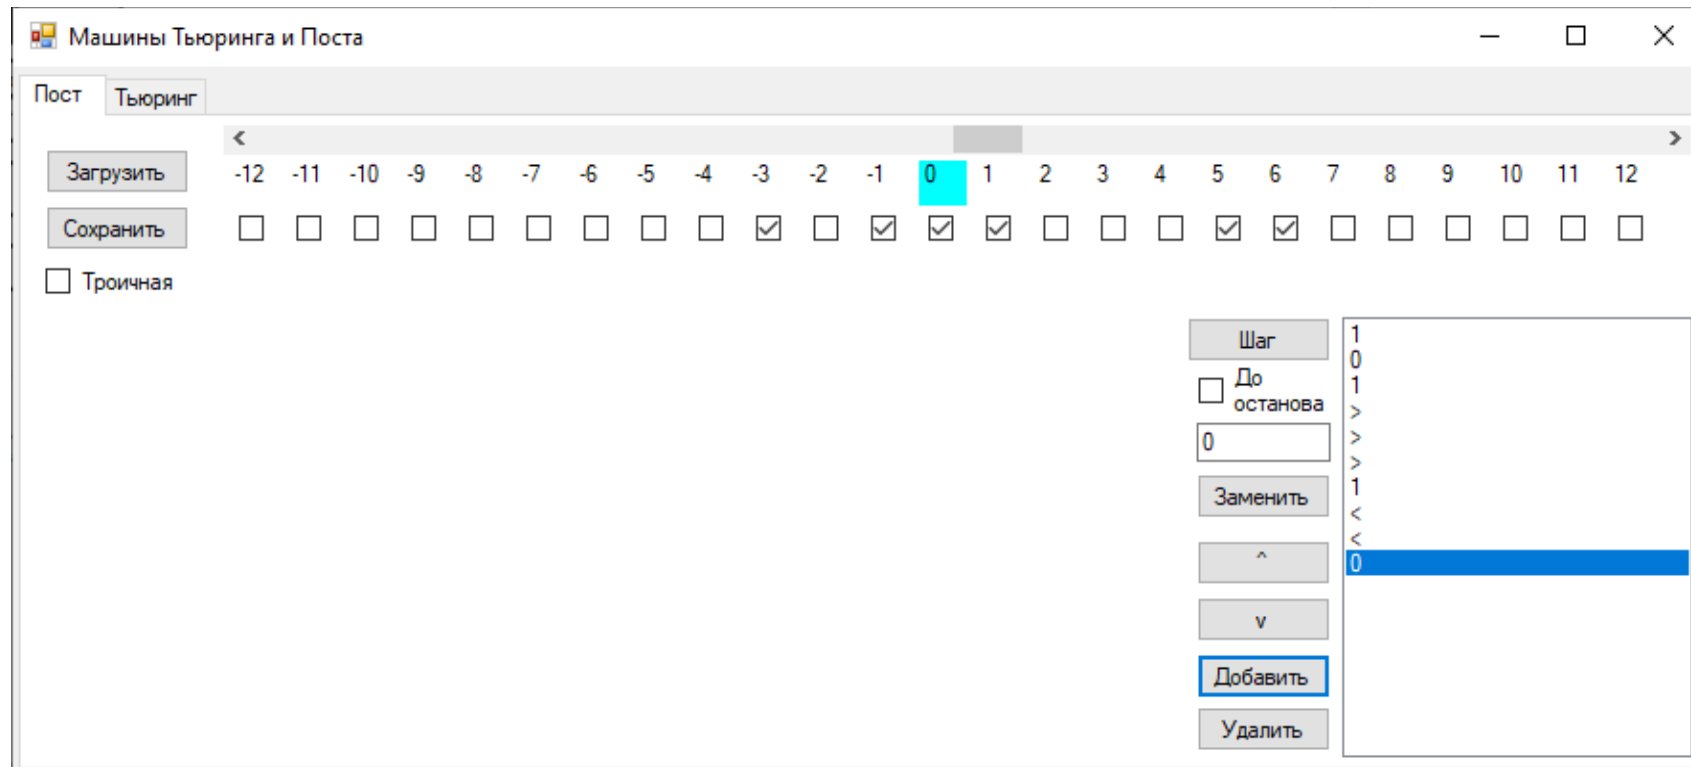 Машины Тьюринга и Поста
Пост Тьюринг
Загрузить
-12 -11 -10 -9 -8 -7 -6 -5 -4 -3 -2 -1 0 1 2 3 4 5 6 7 8 9 10 11 12
Сохранить
Троичная
Шаг
До
останова
0
Заменить
^
v
Добавить
Удалить
1
0
1
>
>
>
1
<
<
0